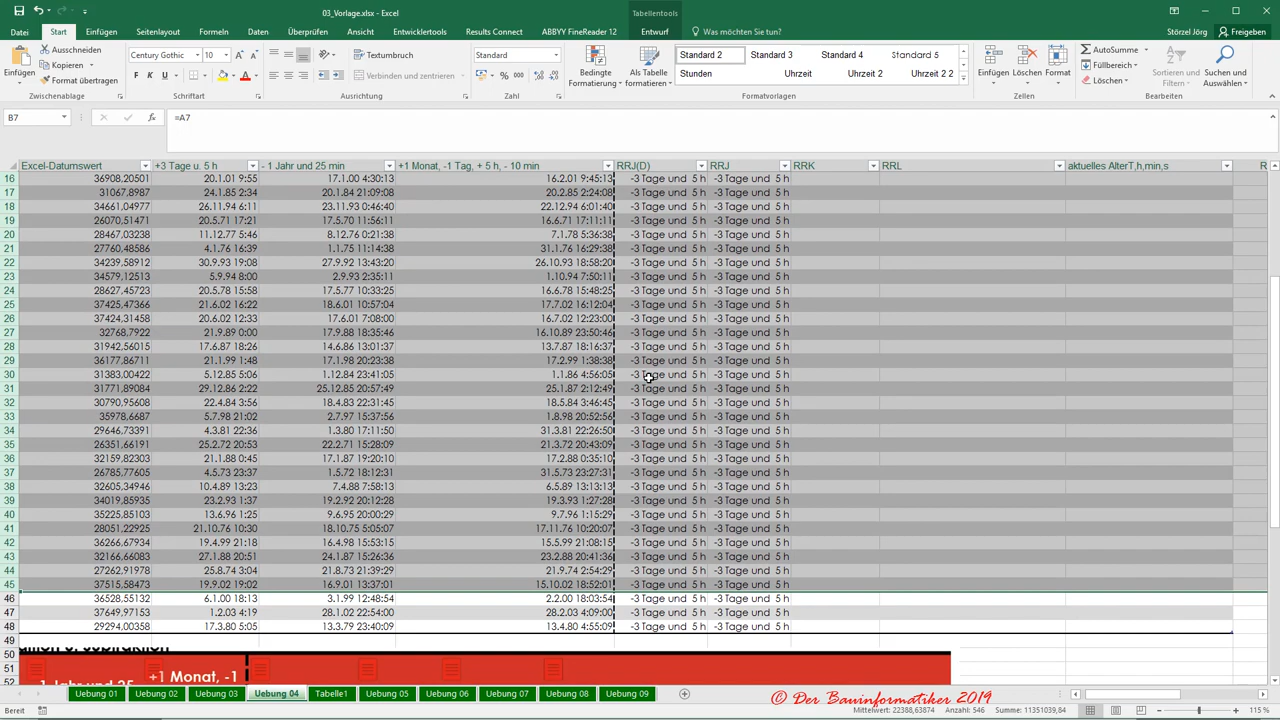 03_Vorlage.xlsx - Excel
Tabellentools
Datei Start Einfügen Seitenlayout Formeln Daten Überprüfen Ansicht Entwicklertools Results Connect ABBYY FineReader 12 Entwurf Was möchten Sie tun? Störzel Jörg Freigeben
Einfügen Ausschneiden Kopieren Format übertragen
Century Gothic 10
F K U
Textumbruch
Verbinden und zentrieren
Standard
Bedingte Formatierung Als Tabelle formatieren
Standard 2 Standard 3 Standard 4 Standard 5
Stunden Uhrzeit Uhrzeit 2 Uhrzeit 2 2
Einfügen Löschen Format
AutoSumme
Füllbereich
Löschen
Sortieren und Filtern Suchen und Auswählen
Zwischenablage Schriftart Ausrichtung Zahl Formatvorlagen Zellen Bearbeiten
B7 =A7
Excel-Datumswert +3 Tage u. 5 h - 1 Jahr und 25 min +1 Monat, -1 Tag, + 5 h, - 10 min RRJ(D) RRJ RRK RRL aktuelles AlterT,h,min,s R
16 36908,20501 20.1.01 9:55 17.1.00 4:30:13 16.2.01 9:45:13 -3 Tage und 5 h -3 Tage und 5 h
17 31067,8987 24.1.85 2:34 20.1.84 21:09:08 20.2.85 2:24:08 -3 Tage und 5 h -3 Tage und 5 h
18 34661,04977 26.11.94 6:11 23.11.93 0:46:40 22.12.94 6:01:40 -3 Tage und 5 h -3 Tage und 5 h
19 26070,51471 20.5.71 17:21 17.5.70 11:56:11 16.6.71 17:11:11 -3 Tage und 5 h -3 Tage und 5 h
20 28467,03238 11.12.77 5:46 8.12.76 0:21:38 7.1.78 5:36:38 -3 Tage und 5 h -3 Tage und 5 h
21 27760,48586 4.1.76 16:39 1.1.75 11:14:38 31.1.76 16:29:38 -3 Tage und 5 h -3 Tage und 5 h
22 34239,58912 30.9.93 19:08 27.9.92 13:43:20 26.10.93 18:58:20 -3 Tage und 5 h -3 Tage und 5 h
23 34579,12513 5.9.94 8:00 2.9.93 2:35:11 1.10.94 7:50:11 -3 Tage und 5 h -3 Tage und 5 h
24 28627,45723 20.5.78 15:58 17.5.77 10:33:25 16.6.78 15:48:25 -3 Tage und 5 h -3 Tage und 5 h
25 37425,47366 21.6.02 16:22 18.6.01 10:57:04 17.7.02 16:12:04 -3 Tage und 5 h -3 Tage und 5 h
26 37424,31458 20.6.02 12:33 17.6.01 7:08:00 16.7.02 12:23:00 -3 Tage und 5 h -3 Tage und 5 h
27 32768,7922 21.9.89 0:00 17.9.88 18:35:46 16.10.89 23:50:46 -3 Tage und 5 h -3 Tage und 5 h
28 31942,56015 17.6.87 18:26 14.6.86 13:01:37 13.7.87 18:16:37 -3 Tage und 5 h -3 Tage und 5 h
29 36177,86711 21.1.99 1:48 17.1.98 20:23:38 17.2.99 1:38:38 -3 Tage und 5 h -3 Tage und 5 h
30 31383,00422 5.12.85 5:06 1.12.84 23:41:05 1.1.86 4:56:05 -3 Tage und 5 h -3 Tage und 5 h
31 31771,89084 29.12.86 2:22 25.12.85 20:57:49 25.1.87 2:12:49 -3 Tage und 5 h -3 Tage und 5 h
32 30790,95608 22.4.84 3:56 18.4.83 22:31:45 18.5.84 3:46:45 -3 Tage und 5 h -3 Tage und 5 h
33 35978,6687 5.7.98 21:02 2.7.97 15:37:56 1.8.98 20:52:56 -3 Tage und 5 h -3 Tage und 5 h
34 29646,73391 4.3.81 22:36 1.3.80 17:11:50 31.3.81 22:26:50 -3 Tage und 5 h -3 Tage und 5 h
35 26351,66191 25.2.72 20:53 22.2.71 15:28:09 21.3.72 20:43:09 -3 Tage und 5 h -3 Tage und 5 h
36 32159,82303 21.1.88 0:45 17.1.87 19:20:10 17.2.88 0:35:10 -3 Tage und 5 h -3 Tage und 5 h
37 26785,77605 4.5.73 23:37 1.5.72 18:12:31 31.5.73 23:27:31 -3 Tage und 5 h -3 Tage und 5 h
38 32605,34946 10.4.89 13:23 7.4.88 7:58:13 6.5.89 13:13:13 -3 Tage und 5 h -3 Tage und 5 h
39 34019,85935 23.2.93 1:37 19.2.92 20:12:28 19.3.93 1:27:28 -3 Tage und 5 h -3 Tage und 5 h
40 35225,85103 13.6.96 1:25 9.6.95 20:00:29 9.7.96 1:15:29 -3 Tage und 5 h -3 Tage und 5 h
41 28051,22925 21.10.76 10:30 18.10.75 5:05:07 17.11.76 10:20:07 -3 Tage und 5 h -3 Tage und 5 h
42 36266,67934 19.4.99 21:18 16.4.98 15:53:15 15.5.99 21:08:15 -3 Tage und 5 h -3 Tage und 5 h
43 32166,66083 27.1.88 20:51 24.1.87 15:26:36 23.2.88 20:41:36 -3 Tage und 5 h -3 Tage und 5 h
44 27262,91978 25.8.74 3:04 21.8.73 21:39:29 21.9.74 2:54:29 -3 Tage und 5 h -3 Tage und 5 h
45 37515,58473 19.9.02 19:02 16.9.01 13:37:01 15.10.02 18:52:01 -3 Tage und 5 h -3 Tage und 5 h
46 36528,55132 6.1.00 18:13 3.1.99 12:48:54 2.2.00 18:03:54 -3 Tage und 5 h -3 Tage und 5 h
47 37649,97153 1.2.03 4:19 28.1.02 22:54:00 28.2.03 4:09:00 -3 Tage und 5 h -3 Tage und 5 h
48 29294,00358 17.3.80 5:05 13.3.79 23:40:09 13.4.80 4:55:09 -3 Tage und 5 h -3 Tage und 5 h
49
50
51 +1 Monat, -1
52
Uebung 01 Uebung 02 Uebung 03 Uebung 04 Tabelle1 Uebung 05 Uebung 06 Uebung 07 Uebung 08 Uebung 09
© Der Bauinformatiker 2019
Bereit Mittelwert: 22388,63874 Anzahl: 546 Summe: 11351039,84 115 %